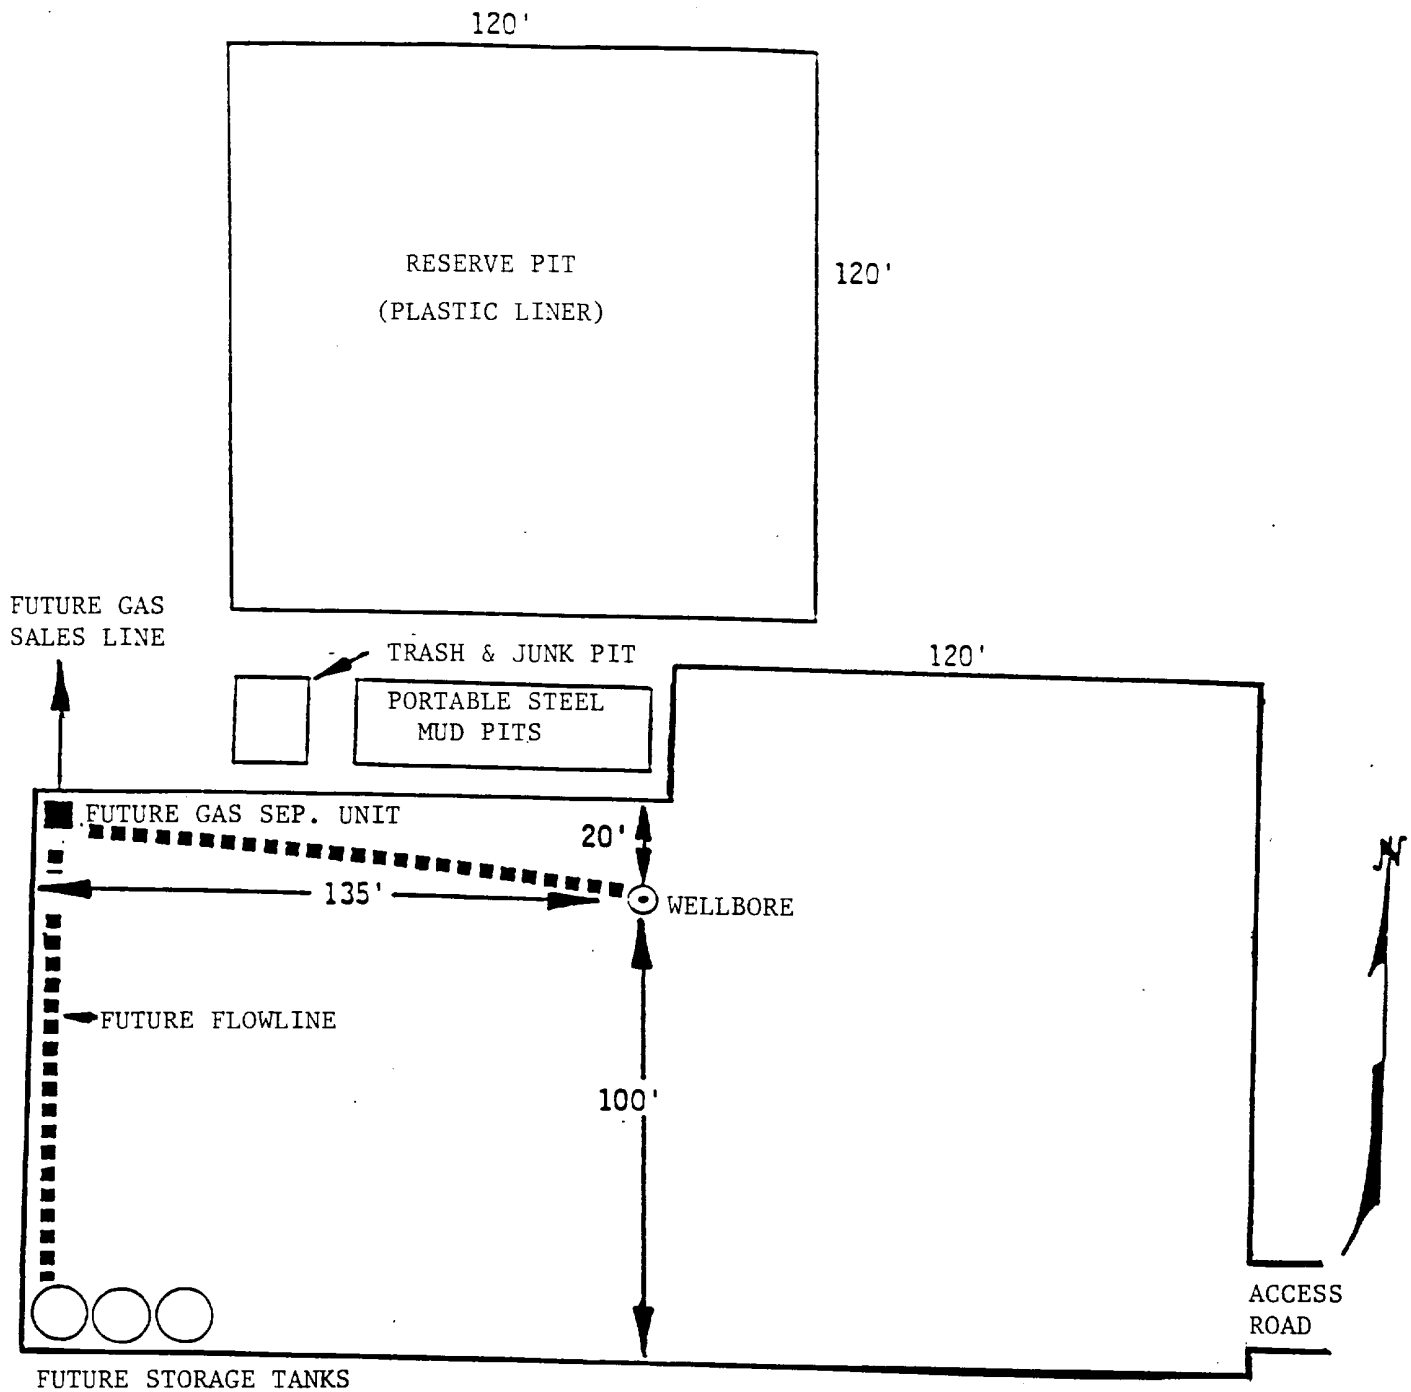 120'
RESERVE PIT
(PLASTIC LINER)
120'
FUTURE GAS
SALES LINE
TRASH & JUNK PIT
120'
PORTABLE STEEL
MUD PITS
FUTURE GAS SEP. UNIT
20'
135'
WELLBORE
N
FUTURE FLOWLINE
100'
ACCESS
ROAD
FUTURE STORAGE TANKS